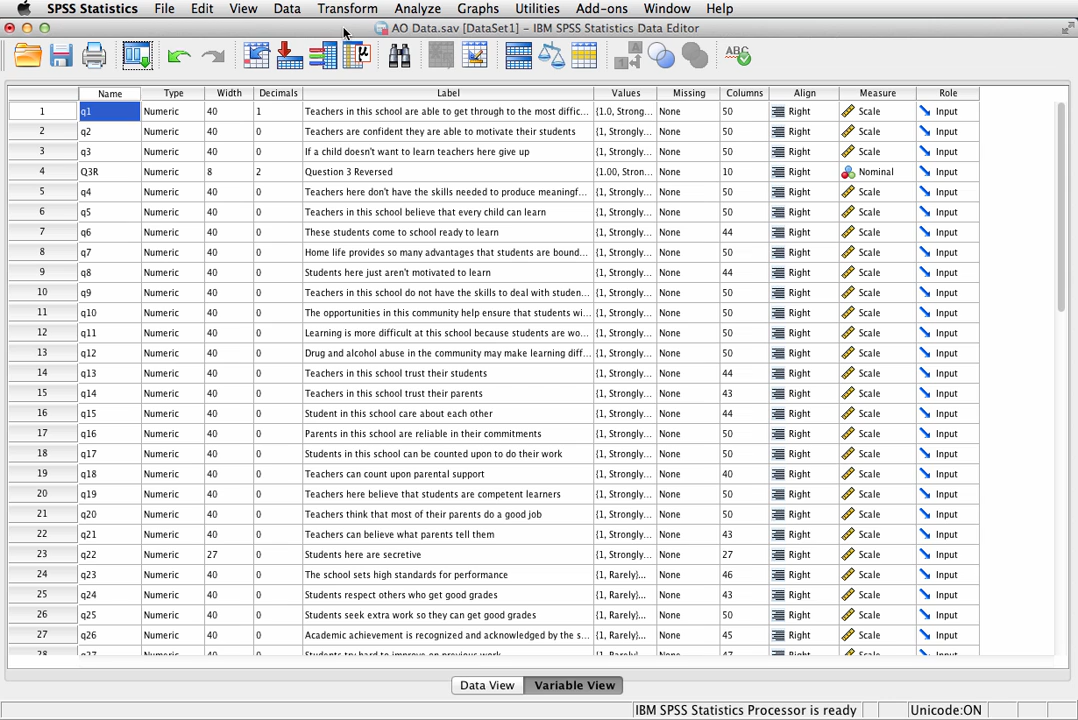 SPSS Statistics File Edit View Data Transform Analyze Graphs Utilities Add-ons Window Help
AO Data.sav [DataSet1] – IBM SPSS Statistics Data Editor
Name Type Width Decimals Label Values Missing Columns Align Measure Role
1 q1 Numeric 40 1 Teachers in this school are able to get through to the most diffic... {1.0, Strong... None 50 Right Scale Input
2 q2 Numeric 40 0 Teachers are confident they are able to motivate their students {1, Strongly... None 50 Right Scale Input
3 q3 Numeric 40 0 If a child doesn't want to learn teachers here give up {1, Strongly... None 50 Right Scale Input
4 Q3R Numeric 8 2 Question 3 Reversed {1.00, Stron... None 10 Right Nominal Input
5 q4 Numeric 40 0 Teachers here don't have the skills needed to produce meaningf... {1, Strongly... None 50 Right Scale Input
6 q5 Numeric 40 0 Teachers in this school believe that every child can learn {1, Strongly... None 50 Right Scale Input
7 q6 Numeric 40 0 These students come to school ready to learn {1, Strongly... None 44 Right Scale Input
8 q7 Numeric 40 0 Home life provides so many advantages that students are bound... {1, Strongly... None 50 Right Scale Input
9 q8 Numeric 40 0 Students here just aren't motivated to learn {1, Strongly... None 44 Right Scale Input
10 q9 Numeric 40 0 Teachers in this school do not have the skills to deal with studen... {1, Strongly... None 50 Right Scale Input
11 q10 Numeric 40 0 The opportunities in this community help ensure that students wi... {1, Strongly... None 50 Right Scale Input
12 q11 Numeric 40 0 Learning is more difficult at this school because students are wo... {1, Strongly... None 50 Right Scale Input
13 q12 Numeric 40 0 Drug and alcohol abuse in the community may make learning diff... {1, Strongly... None 50 Right Scale Input
14 q13 Numeric 40 0 Teachers in this school trust their students {1, Strongly... None 44 Right Scale Input
15 q14 Numeric 40 0 Teachers in this school trust their parents {1, Strongly... None 43 Right Scale Input
16 q15 Numeric 40 0 Student in this school care about each other {1, Strongly... None 44 Right Scale Input
17 q16 Numeric 40 0 Parents in this school are reliable in their commitments {1, Strongly... None 50 Right Scale Input
18 q17 Numeric 40 0 Students in this school can be counted upon to do their work {1, Strongly... None 50 Right Scale Input
19 q18 Numeric 40 0 Teachers can count upon parental support {1, Strongly... None 40 Right Scale Input
20 q19 Numeric 40 0 Teachers here believe that students are competent learners {1, Strongly... None 50 Right Scale Input
21 q20 Numeric 40 0 Teachers think that most of their parents do a good job {1, Strongly... None 50 Right Scale Input
22 q21 Numeric 40 0 Teachers can believe what parents tell them {1, Strongly... None 43 Right Scale Input
23 q22 Numeric 27 0 Students here are secretive {1, Strongly... None 27 Right Scale Input
24 q23 Numeric 40 0 The school sets high standards for performance {1, Rarely}... None 46 Right Scale Input
25 q24 Numeric 40 0 Students respect others who get good grades {1, Rarely}... None 43 Right Scale Input
26 q25 Numeric 40 0 Students seek extra work so they can get good grades {1, Rarely}... None 50 Right Scale Input
27 q26 Numeric 40 0 Academic achievement is recognized and acknowledged by the s... {1, Rarely}... None 45 Right Scale Input
28 q27 Numeric 40 0 Students try hard to improve on previous work {1, Rarely}... None 47 Right Scale Input
Data View Variable View
IBM SPSS Statistics Processor is ready Unicode:ON